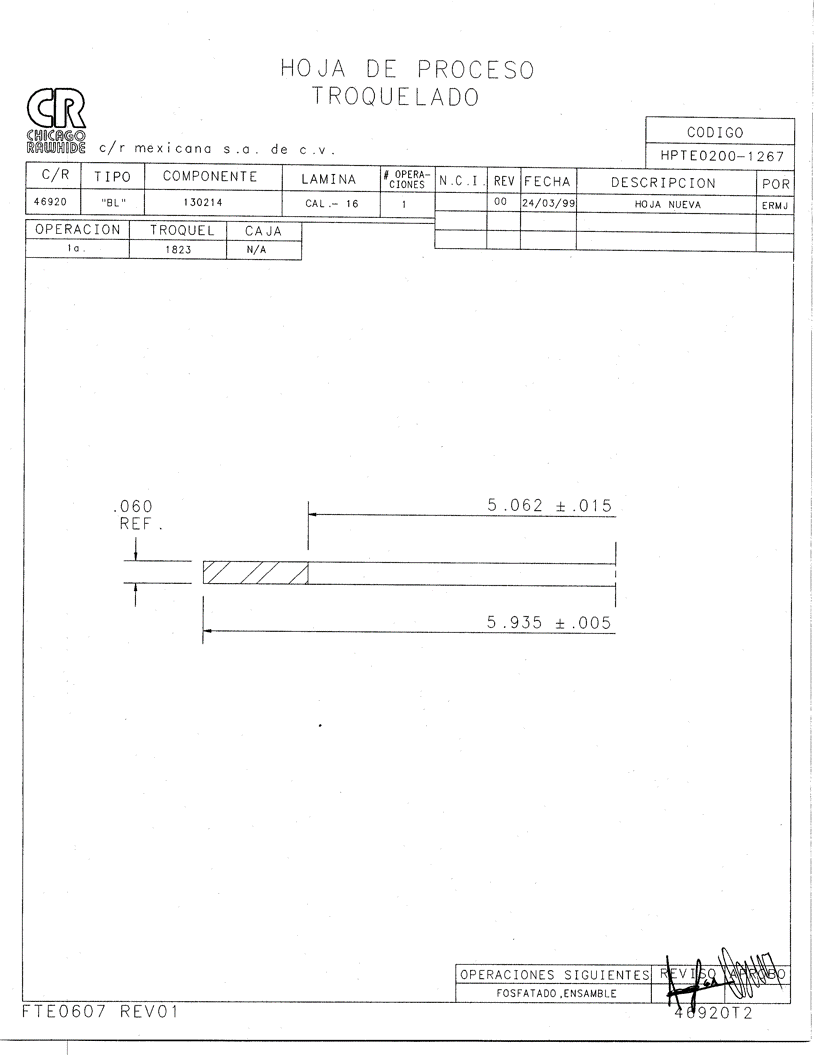 HOJA DE PROCESO
TROQUELADO
CR
CHICAGO
RAWHIDE
c/r mexicana s.a. de c.v.
CODIGO
HPTE0200-1267
C/R TIPO COMPONENTE LAMINA # OPERA-CIONES N.C.I. REV FECHA DESCRIPCION POR
46920 "BL" 130214 CAL.- 16 1 00 24/03/99 HOJA NUEVA ERMJ
OPERACION TROQUEL CAJA
1a. 1823 N/A
.060
REF.
5.062 ±.015
5.935 ±.005
OPERACIONES SIGUIENTES REVISO APROBO
FOSFATADO,ENSAMBLE
FTE0607 REV01
46920T2